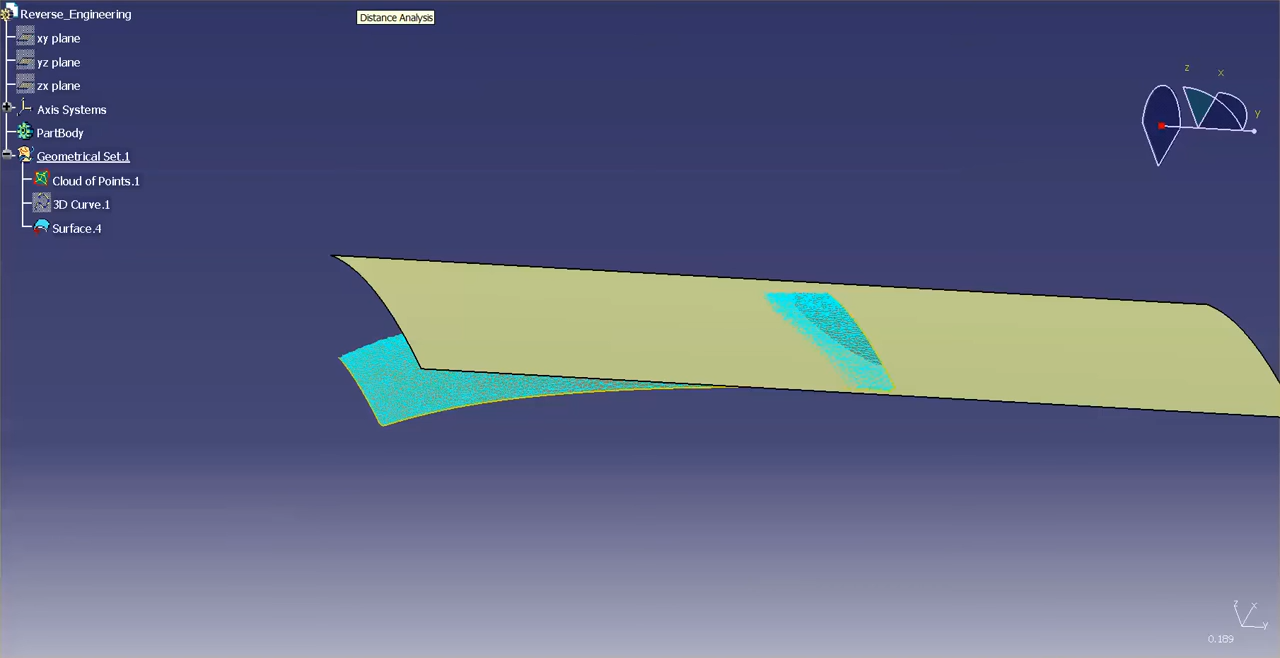 Reverse_Engineering
Distance Analysis
xy plane
yz plane
zx plane
Axis Systems
PartBody
Geometrical Set.1
Cloud of Points.1
3D Curve.1
Surface.4
z
x
y
z
x
y
0.189